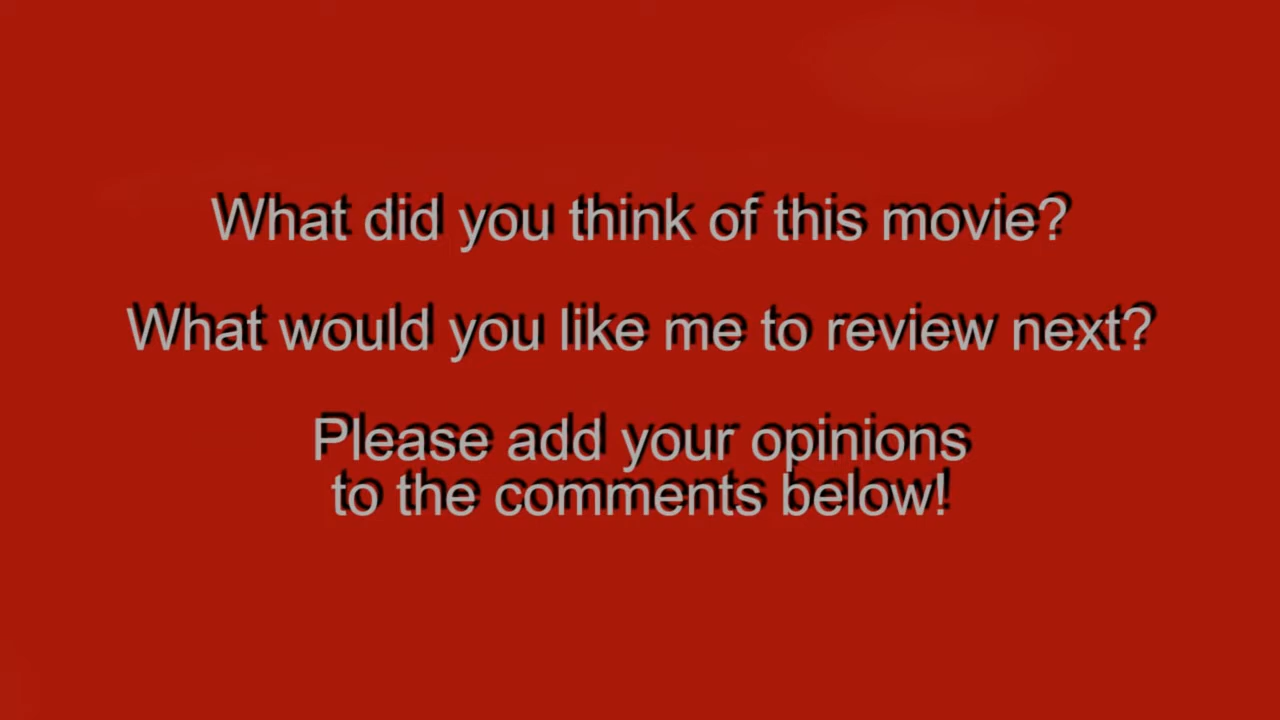 What did you think of this movie?
What would you like me to review next?
Please add your opinions
to the comments below!